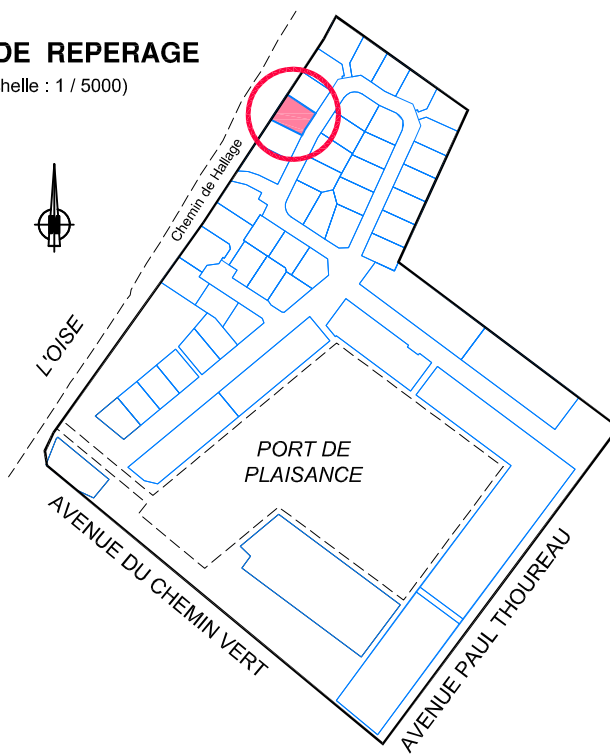 DE REPERAGE
helle : 1 / 5000)
Chemin de Hallage
L'OISE
PORT DE
PLAISANCE
AVENUE DU CHEMIN VERT
AVENUE PAUL THOUREAU